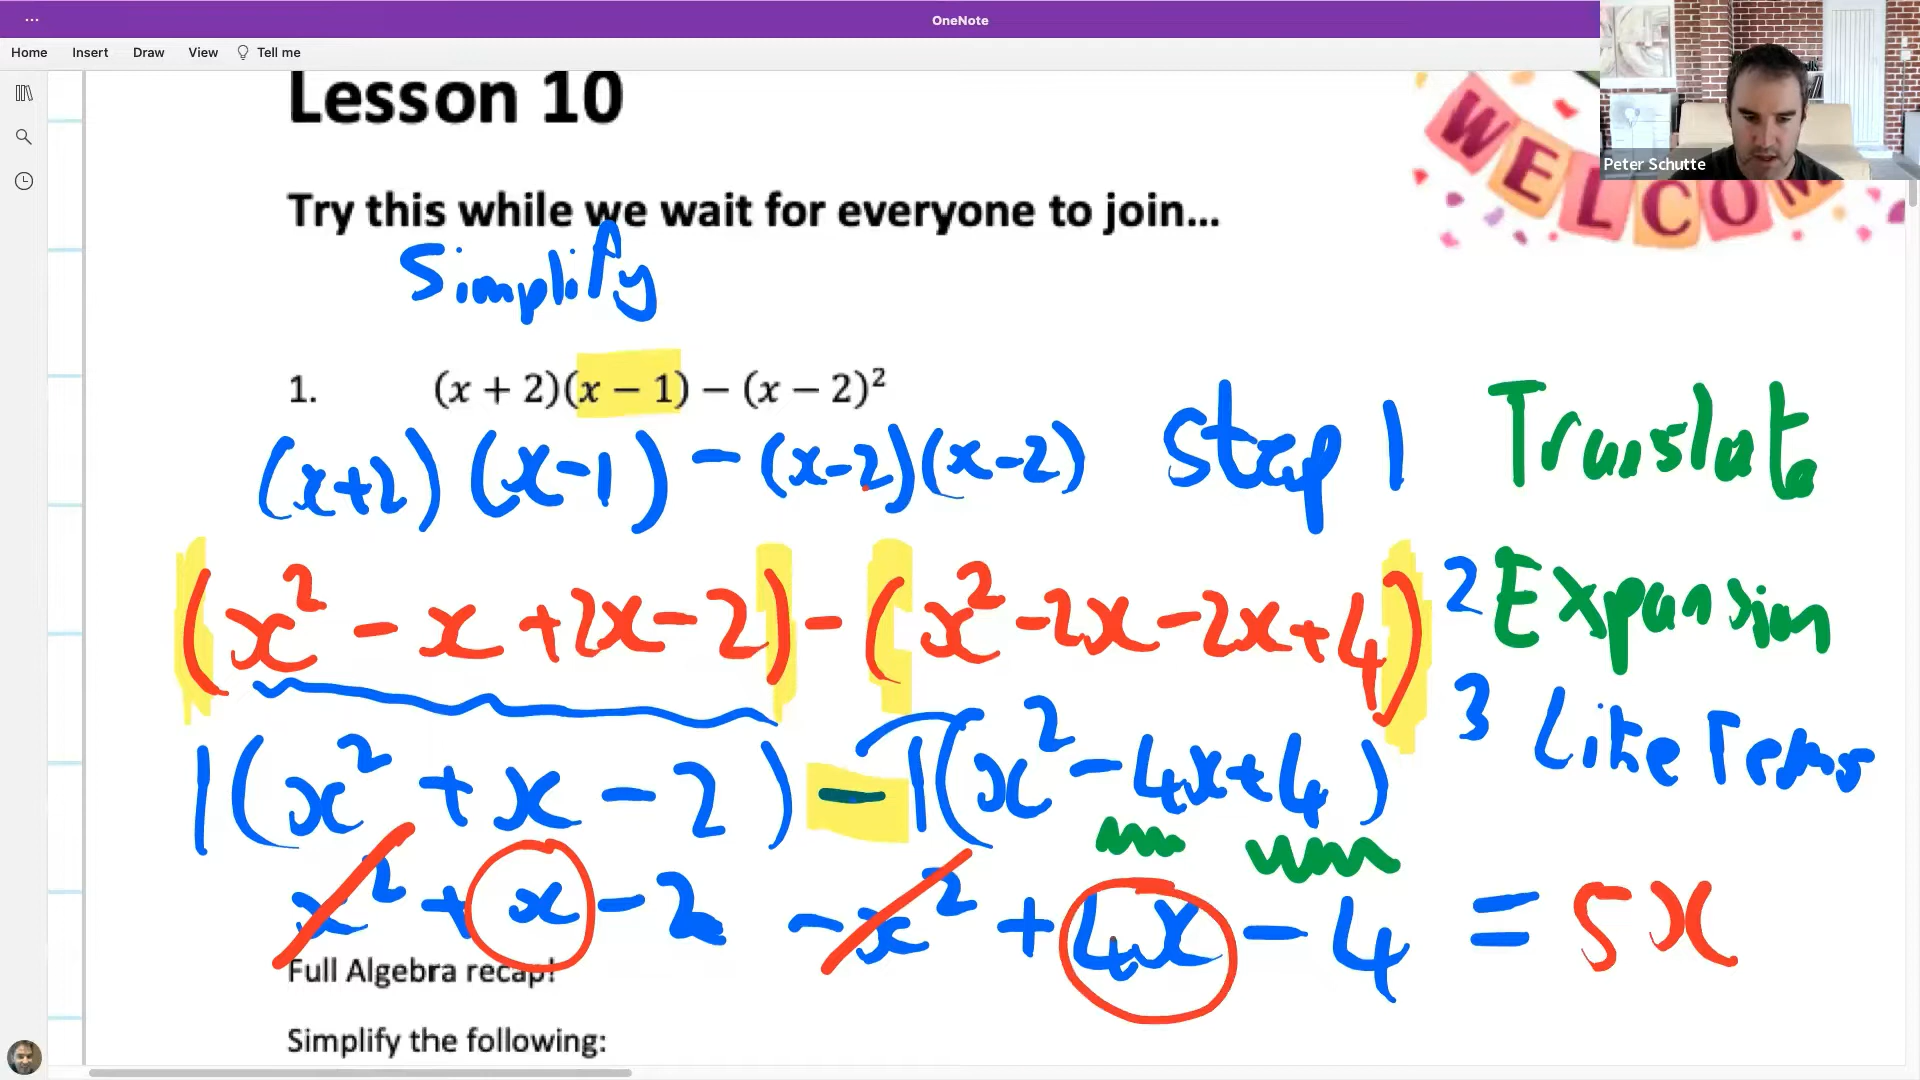 OneNote
Home Insert Draw View Tell me
Lesson 10
WELCOM
Peter Schutte
Try this while we wait for everyone to join...
Simplify
1. (x + 2)(x − 1) − (x − 2)²
(x+2) (x−1) − (x−2)(x−2) Step 1 Translate
(x² − x + 2x − 2) − (x² − 2x − 2x + 4) 2 Expansion
3 Like Terms
1(x² + x − 2) − 1(x² − 4x + 4)
x² + x − 2 − x² + 4x − 4 = 5x
Full Algebra recap!
Simplify the following: